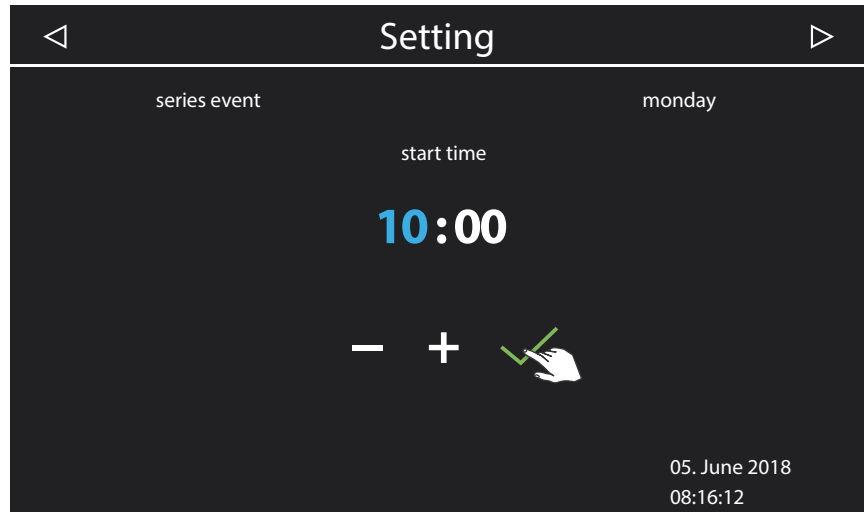 Setting
series event monday
start time
10:00
05. June 2018
08:16:12